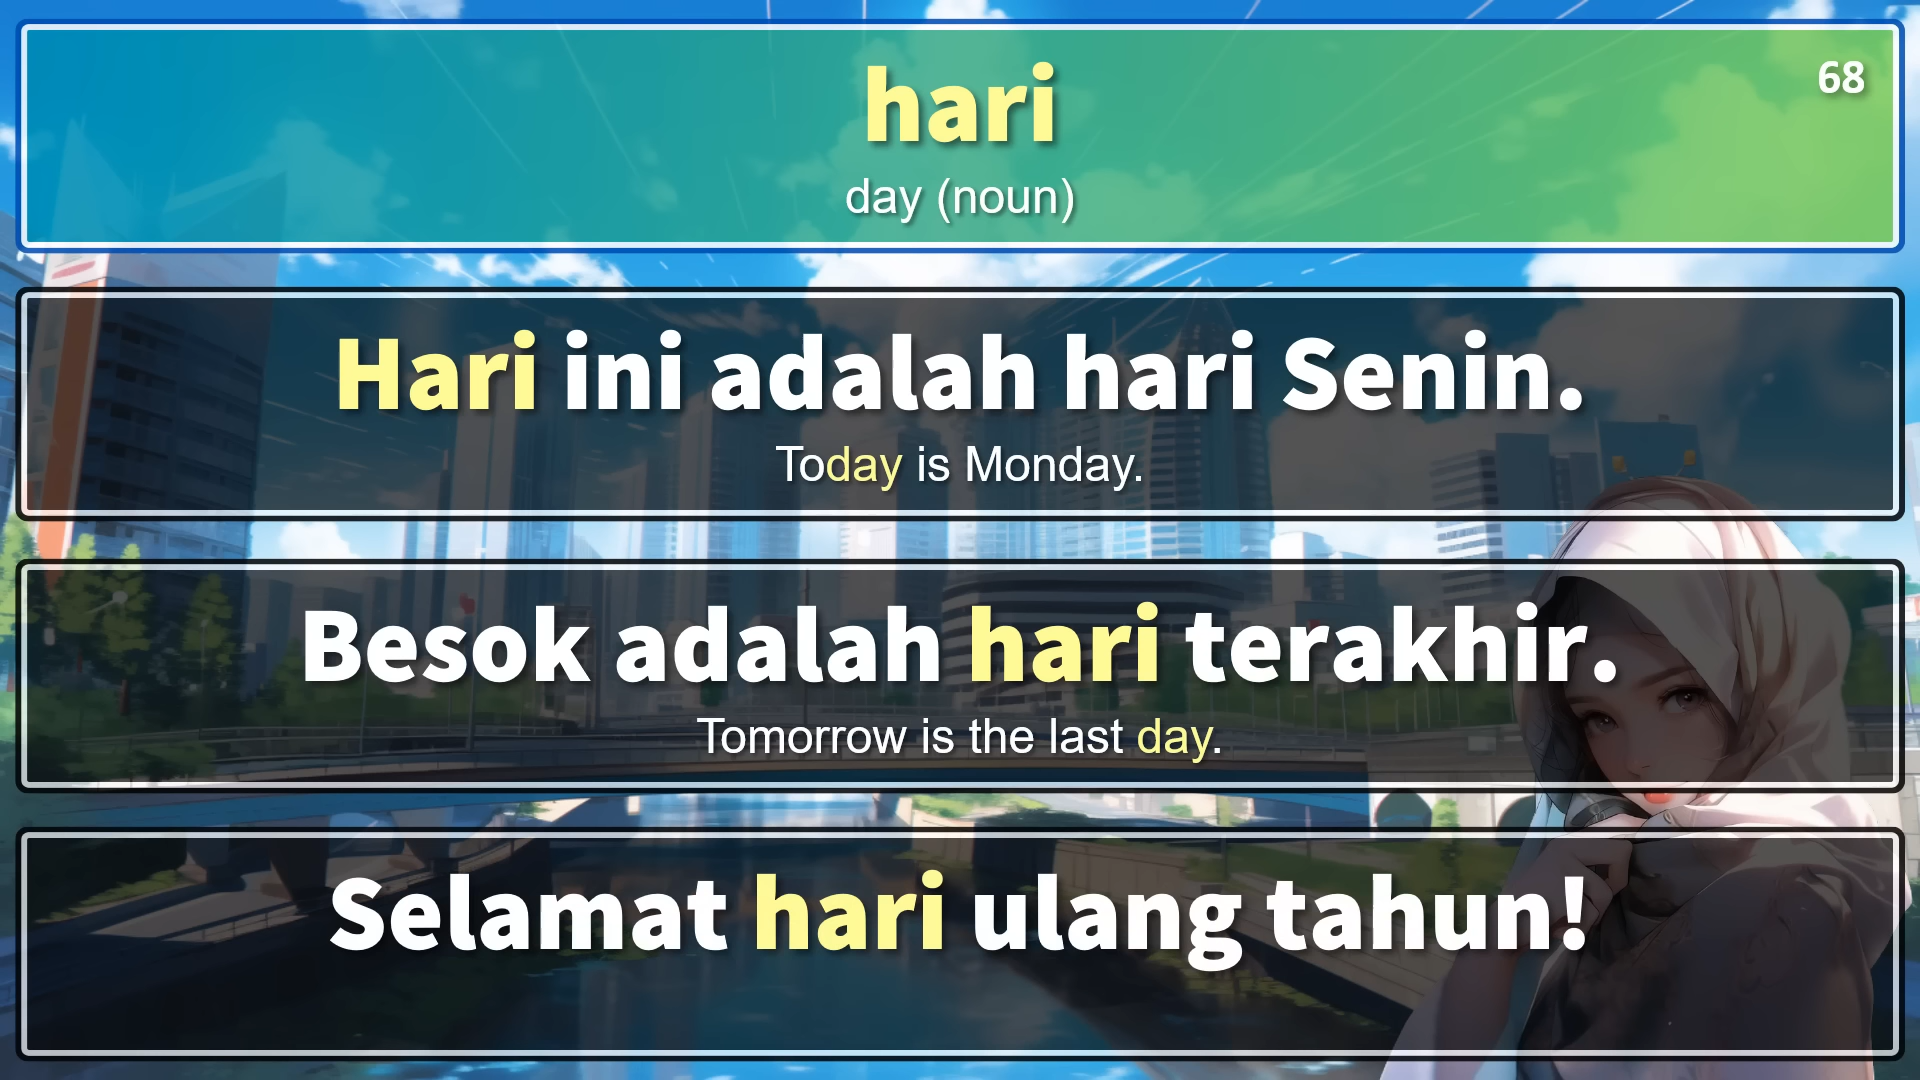 hari
68
day (noun)
Hari ini adalah hari Senin.
Today is Monday.
Besok adalah hari terakhir.
Tomorrow is the last day.
Selamat hari ulang tahun!